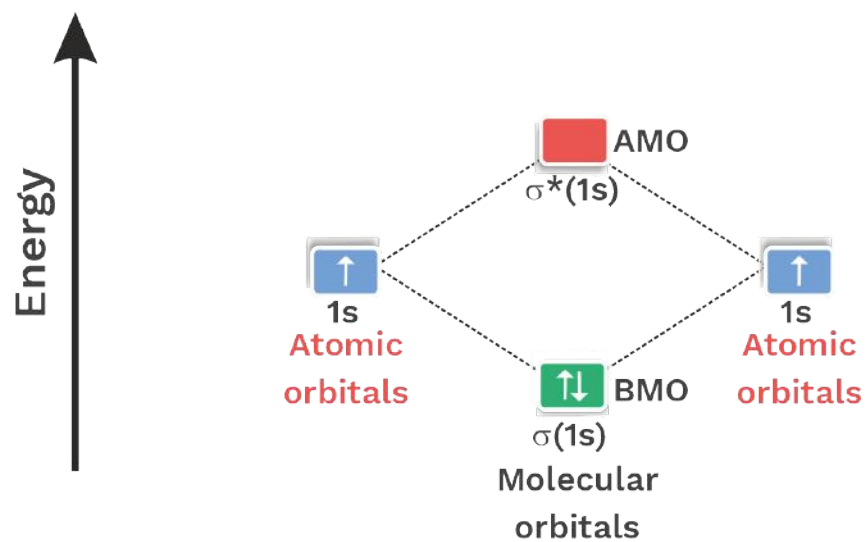 Energy
AMO
σ*(1s)
↑
1s
Atomic
orbitals
↑
1s
Atomic
orbitals
↑↓ BMO
σ(1s)
Molecular
orbitals